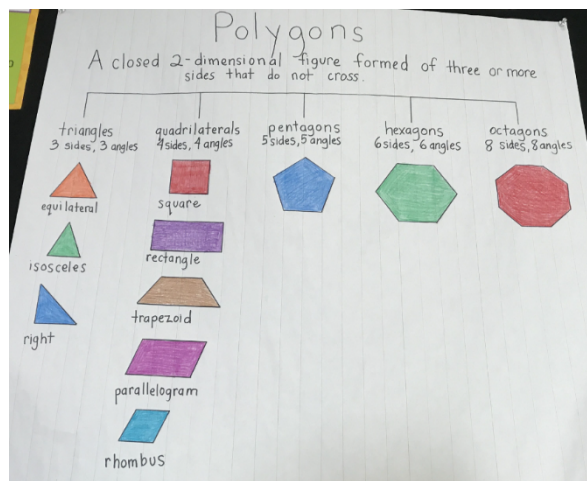 Polygons
A closed 2-dimensional figure formed of three or more
sides that do not cross.
triangles
3 sides, 3 angles
equilateral
isosceles
right
quadrilaterals
4 sides, 4 angles
square
rectangle
trapezoid
parallelogram
rhombus
pentagons
5 sides, 5 angles
hexagons
6 sides, 6 angles
octagons
8 sides, 8 angles